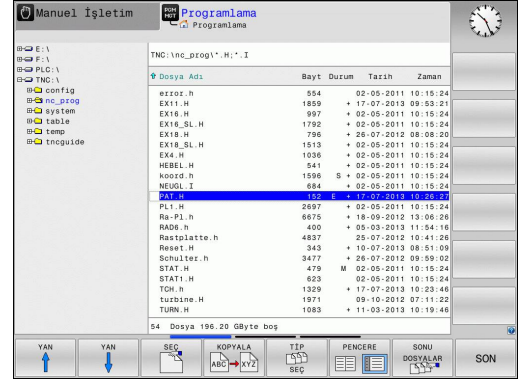 Manuel İşletim
PGM
MGT
Programlama
Programlama
E:\
F:\
PLC:\
TNC:\
config
nc_prog
system
table
temp
tncguide
TNC:\nc_prog\*.H;*.I
Dosya Adı Bayt Durum Tarih Zaman
error.h 554 02-05-2011 10:15:24
EX11.H 1859 + 17-07-2013 09:53:21
EX16.H 997 + 02-05-2011 10:15:24
EX16_SL.H 1792 + 02-05-2011 10:15:24
EX18.H 796 + 26-07-2012 08:08:20
EX18_SL.H 1513 + 02-05-2011 10:15:24
EX4.H 1036 + 02-05-2011 10:15:24
HEBEL.H 541 + 02-05-2011 10:15:24
koord.h 1596 S + 02-05-2011 10:15:24
NEUGL.I 684 + 02-05-2011 10:15:24
PAT.H 152 E + 17-07-2013 10:26:27
PL1.H 2697 + 02-05-2011 10:15:24
Ra-Pl.h 6675 + 18-09-2012 13:06:26
RAD6.h 400 + 05-03-2013 11:54:16
Rastplatte.h 4837 25-07-2012 10:41:26
Reset.H 343 + 10-07-2013 08:51:09
Schulter.h 3477 + 26-07-2012 09:59:02
STAT.H 479 M 02-05-2011 10:15:24
STAT1.H 623 02-05-2011 10:15:24
TCH.h 1329 + 17-07-2013 10:23:46
turbine.H 1971 09-10-2012 07:11:22
TURN.H 1083 + 11-03-2013 10:19:46
54 Dosya 196.20 GByte boş
YAN
YAN
SEÇ
KOPYALA
ABC XYZ
TİP
SEÇ
PENCERE
SONU
DOSYALAR
SON